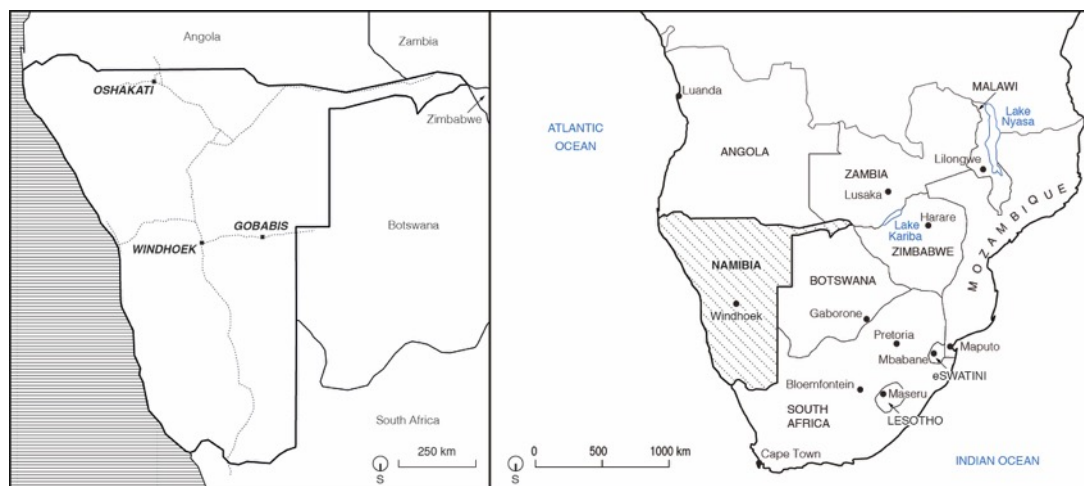 Angola
Zambia
OSHAKATI
Zimbabwe
Botswana
GOBABIS
WINDHOEK
South Africa
250 km
S
ATLANTIC
OCEAN
Luanda
ANGOLA
MALAWI
Lake
Nyasa
Lilongwe
ZAMBIA
Lusaka
Lake
Kariba
Harare
ZIMBABWE
MOZAMBIQUE
NAMIBIA
Windhoek
BOTSWANA
Gaborone
Pretoria
Mbabane
Maputo
eSWATINI
Bloemfontein
Maseru
LESOTHO
SOUTH
AFRICA
Cape Town
0 500 1000 km
S
INDIAN OCEAN